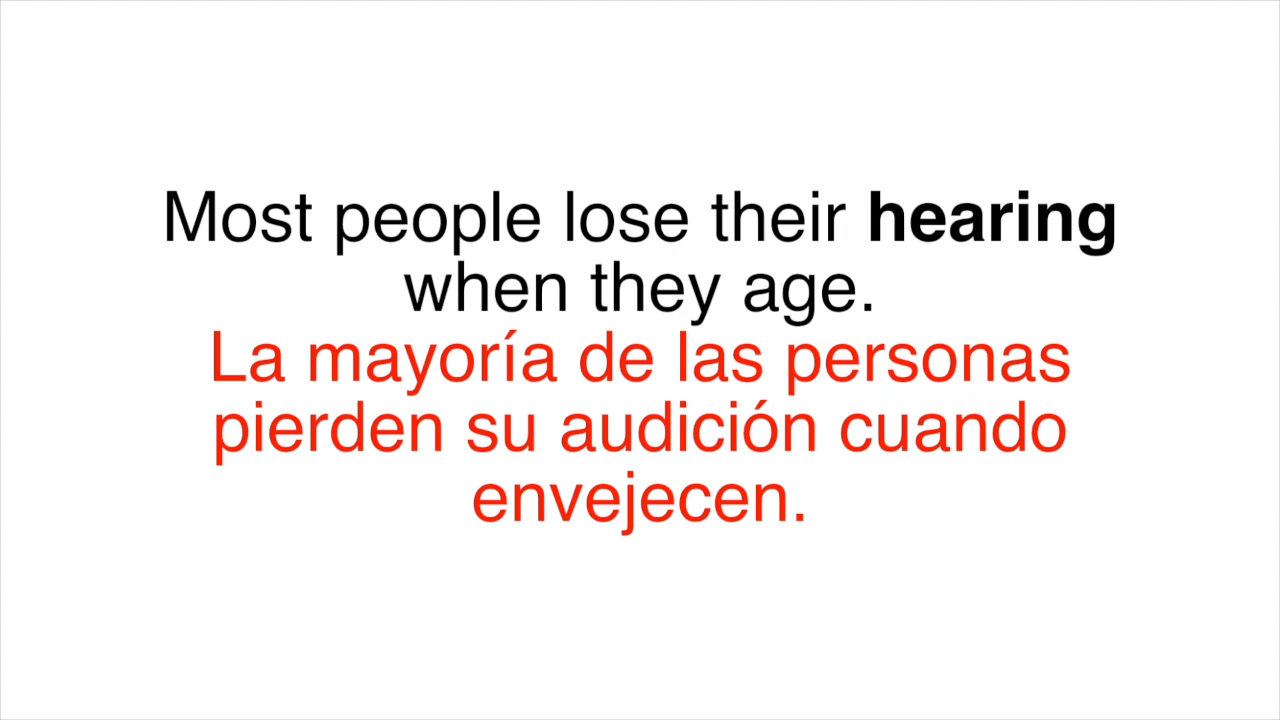 Most people lose their hearing
when they age.
La mayoría de las personas
pierden su audición cuando
envejecen.